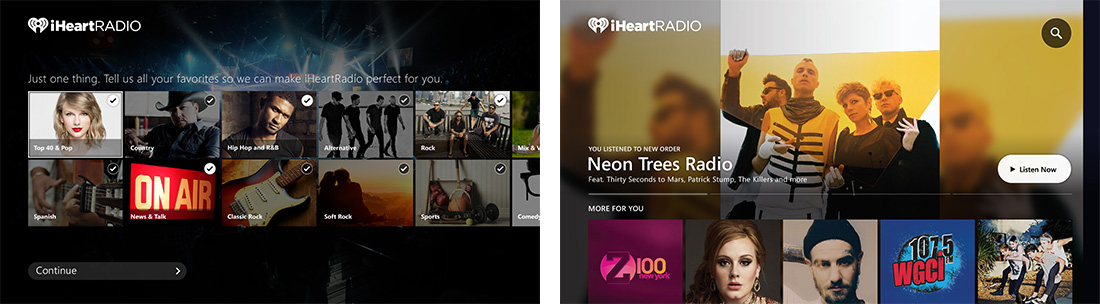 iHeartRADIO
Just one thing. Tell us all your favorites so we can make iHeartRadio perfect for you.
Top 40 & Pop
Country
Hip Hop and R&B
Alternative
Rock
Mix & V
Spanish
ON AIR
News & Talk
Classic Rock
Soft Rock
Sports
Comedy
Continue
iHeartRADIO
YOU LISTENED TO NEW ORDER
Neon Trees Radio
Feat. Thirty Seconds to Mars, Patrick Stump, The Killers and more
Listen Now
MORE FOR YOU
Z100
new york
107.5
FM
WGCI